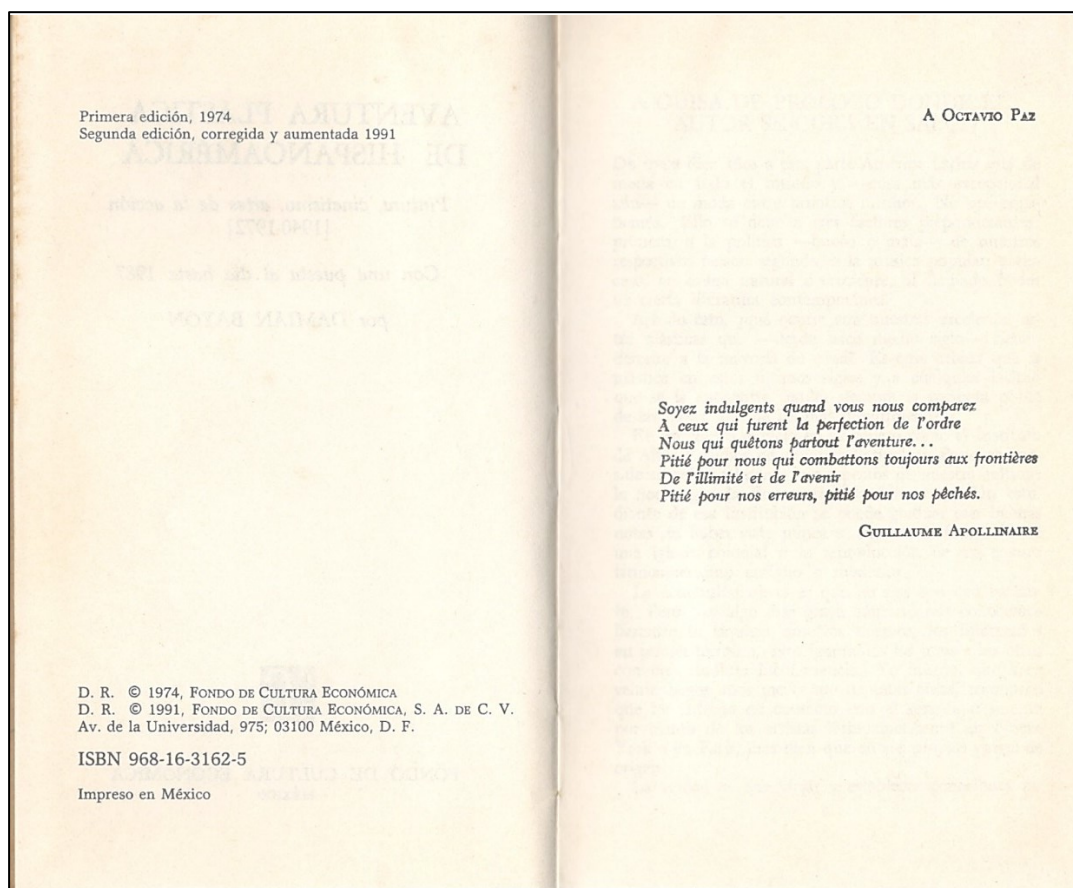 Primera edición, 1974
Segunda edición, corregida y aumentada 1991
D. R. © 1974, FONDO DE CULTURA ECONÓMICA
D. R. © 1991, FONDO DE CULTURA ECONÓMICA, S. A. DE C. V.
Av. de la Universidad, 975; 03100 México, D. F.
ISBN 968-16-3162-5
Impreso en México
A OCTAVIO PAZ
Soyez indulgents quand vous nous comparez
A ceux qui furent la perfection de l'ordre
Nous qui quêtons partout l'aventure...
Pitié pour nous qui combattons toujours aux frontières
De l'illimité et de l'avenir
Pitié pour nos erreurs, pitié pour nos pêchés.
GUILLAUME APOLLINAIRE